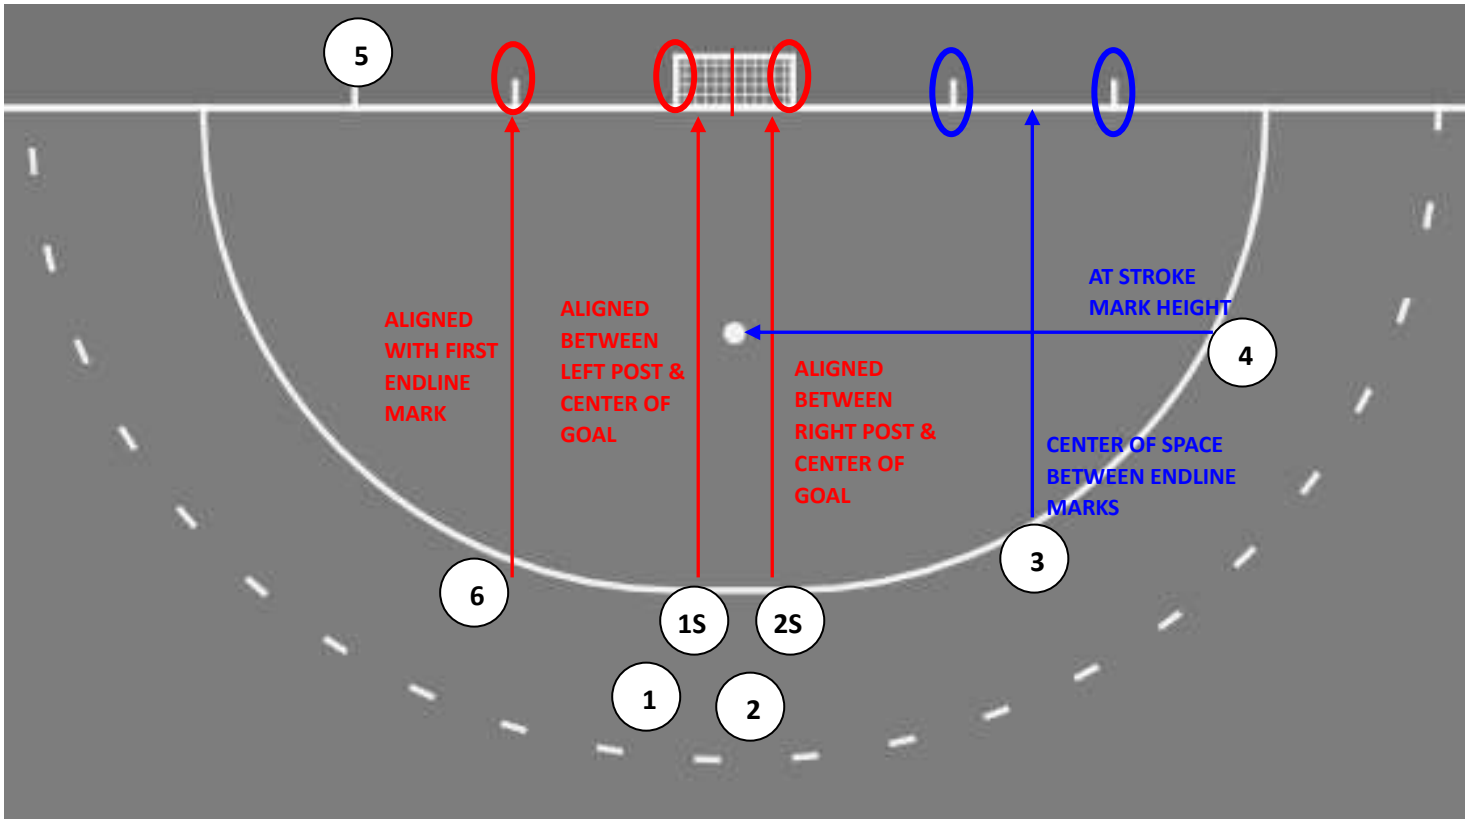 5
AT STROKE
MARK HEIGHT
ALIGNED
WITH FIRST
ENDLINE
MARK
ALIGNED
BETWEEN
LEFT POST &
CENTER OF
GOAL
ALIGNED
BETWEEN
RIGHT POST &
CENTER OF
GOAL
4
CENTER OF SPACE
BETWEEN ENDLINE
MARKS
3
6
1S
2S
1
2